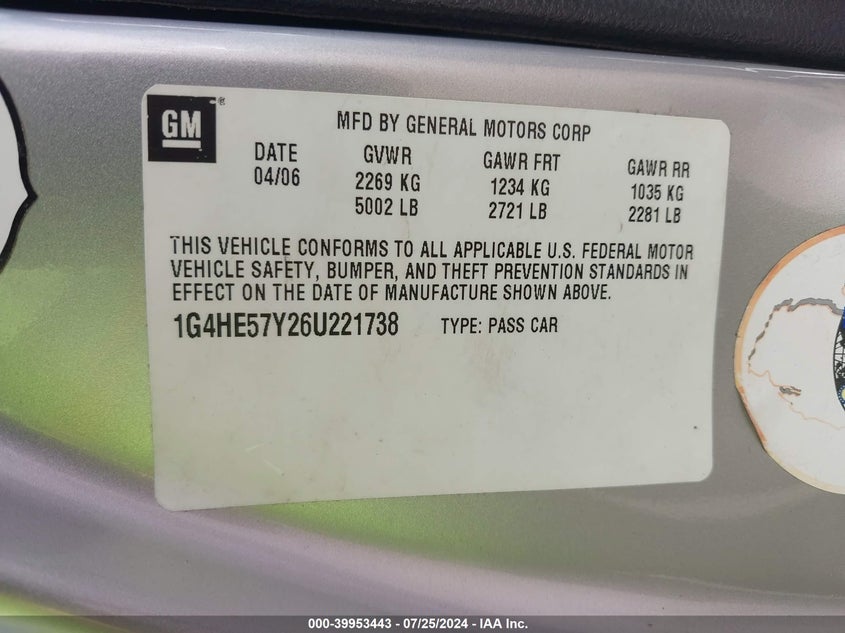 GM ®
MFD BY GENERAL MOTORS CORP
DATE GVWR GAWR FRT GAWR RR
04/06 2269 KG 1234 KG 1035 KG
5002 LB 2721 LB 2281 LB
THIS VEHICLE CONFORMS TO ALL APPLICABLE U.S. FEDERAL MOTOR
VEHICLE SAFETY, BUMPER, AND THEFT PREVENTION STANDARDS IN
EFFECT ON THE DATE OF MANUFACTURE SHOWN ABOVE.
1G4HE57Y26U221738 TYPE: PASS CAR
000-39953443 - 07/25/2024 - IAA Inc.